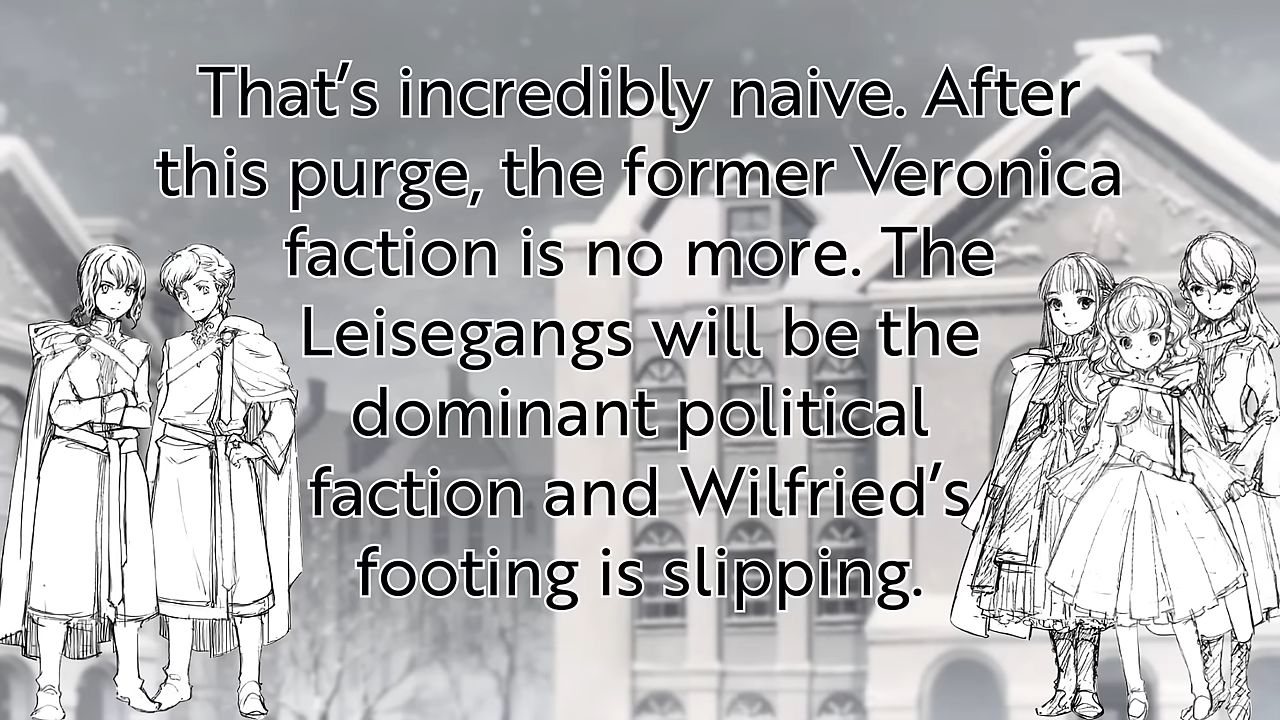 That’s incredibly naive. After
this purge, the former Veronica
faction is no more. The
Leisegangs will be the
dominant political
faction and Wilfried’s
footing is slipping.